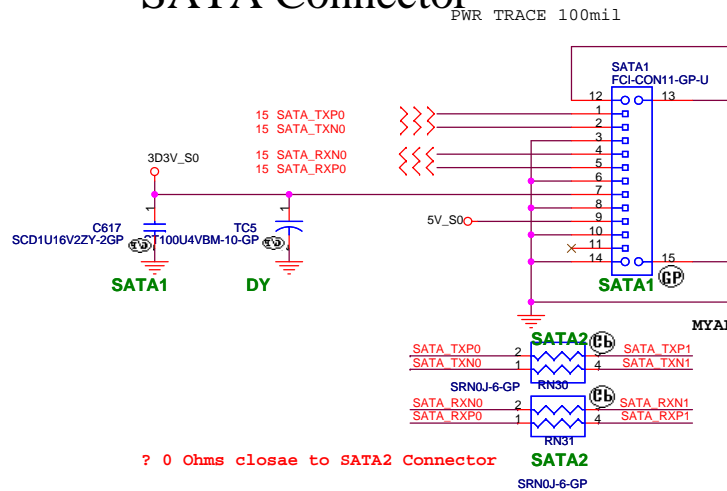 SATA Connector
PWR TRACE 100mil
SATA1
FCI-CON11-GP-U
12 13
15 SATA_TXP0 1
15 SATA_TXN0 2
3
15 SATA_RXN0 4
15 SATA_RXP0 5
3D3V_S0
6
7
8
5V_S0 9
10
11
14 15
1 1
C617
SCD1U16V2ZY-2GP
TC5
ST100U4VBM-10-GP
SATA1
DY
SATA1 GP
SATA2
SATA_TXP0 2 3 SATA_TXP1
SATA_TXN0 1 4 SATA_TXN1
SRN0J-6-GP RN30
SATA_RXN0 2 SATA_RXN1
SATA_RXP0 1 4 SATA_RXP1
RN31
? 0 Ohms closae to SATA2 Connector
SATA2
SRN0J-6-GP